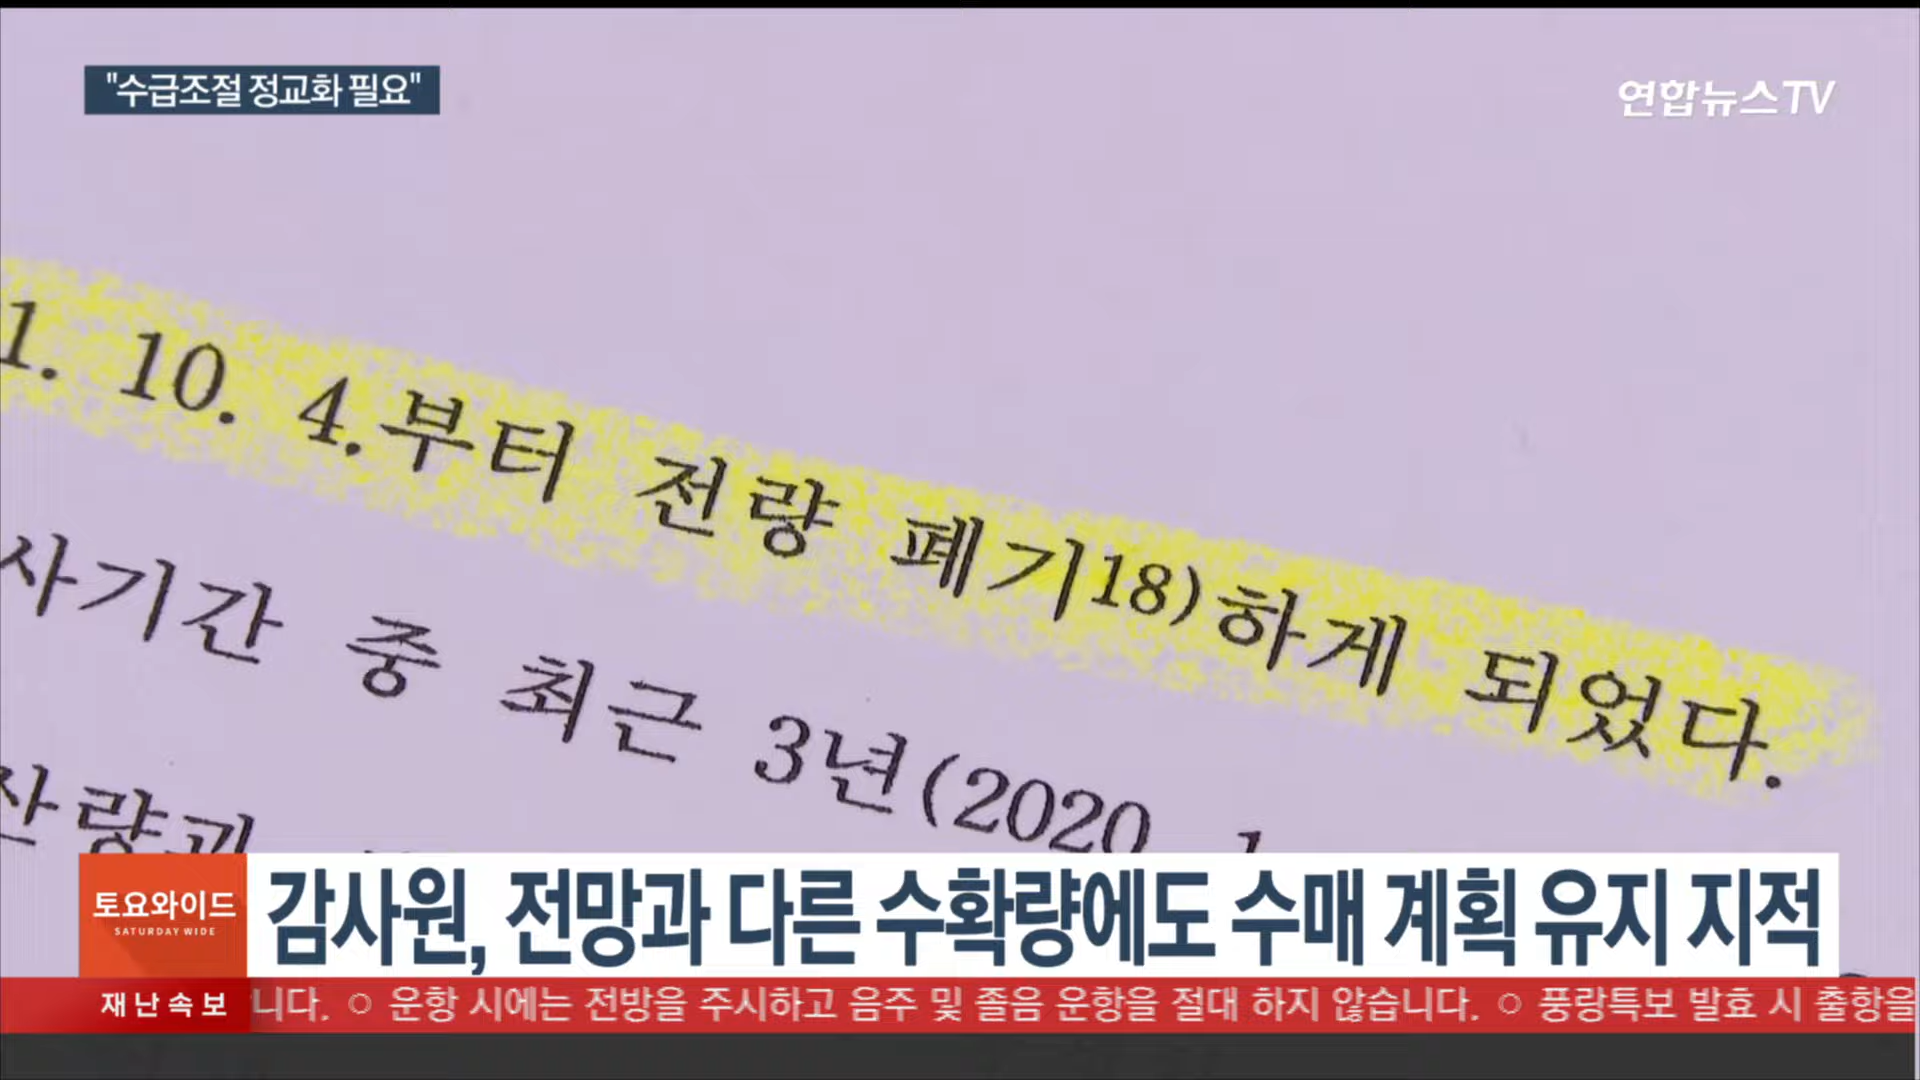 "수급조절 정교화 필요"
연합뉴스TV
1. 10. 4.부터 전량 폐기18)하게 되었다.
사기간 중 최근 3년(2020
량과
토요와이드
SATURDAY WIDE
감사원, 전망과 다른 수확량에도 수매 계획 유지 지적
재난속보
니다. ○ 운항 시에는 전방을 주시하고 음주 및 졸음 운항을 절대 하지 않습니다. ○ 풍랑특보 발효 시 출항을